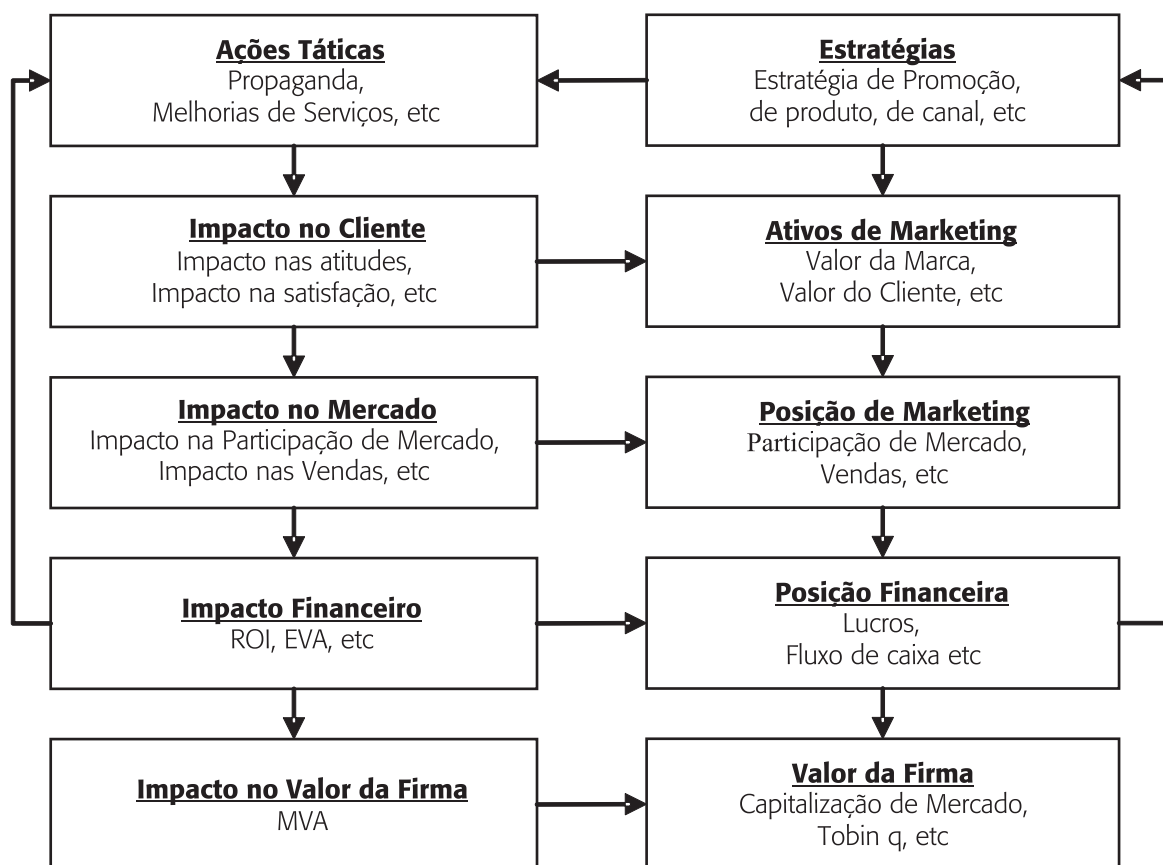 Ações Táticas
Propaganda,
Melhorias de Serviços, etc
Estratégias
Estratégia de Promoção,
de produto, de canal, etc
Impacto no Cliente
Impacto nas atitudes,
Impacto na satisfação, etc
Ativos de Marketing
Valor da Marca,
Valor do Cliente, etc
Impacto no Mercado
Impacto na Participação de Mercado,
Impacto nas Vendas, etc
Posição de Marketing
Participação de Mercado,
Vendas, etc
Impacto Financeiro
ROI, EVA, etc
Posição Financeira
Lucros,
Fluxo de caixa etc
Impacto no Valor da Firma
MVA
Valor da Firma
Capitalização de Mercado,
Tobin q, etc